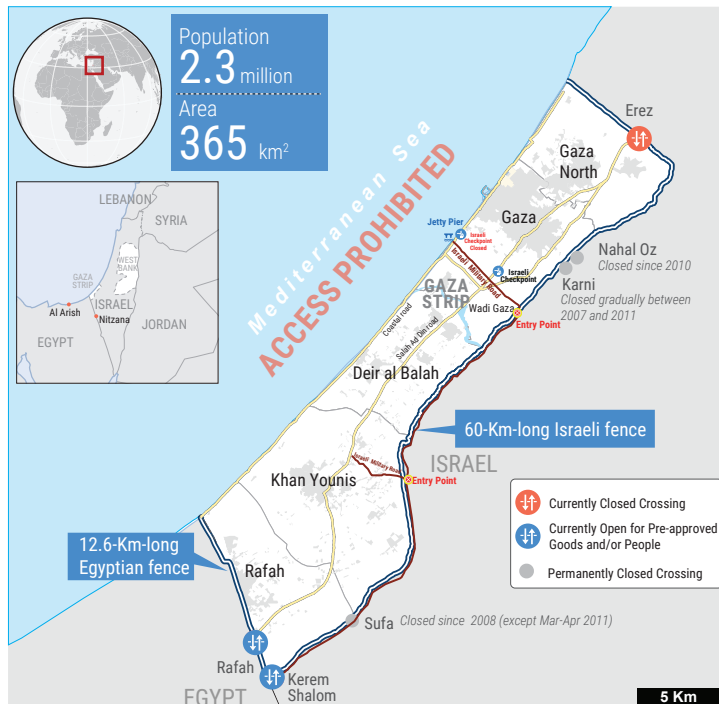 Population
2.3 million
Area
365 km²
LEBANON
SYRIA
WEST
BANK
GAZA
STRIP
ISRAEL
Al Arish
Nitzana
JORDAN
EGYPT
Mediterranean Sea
ACCESS PROHIBITED
Erez
Gaza
North
Gaza
Jetty Pier
Israeli
Checkpoint
Closed
Israeli Military Road
Israeli
Checkpoint
Nahal Oz
Closed since 2010
Karni
Closed gradually between
2007 and 2011
GAZA
STRIP
Wadi Gaza
Entry Point
Coastal road
Salah Ad Din road
Deir al Balah
60-Km-long Israeli fence
ISRAEL
Israeli Military Road
Entry Point
Khan Younis
12.6-Km-long
Egyptian fence
Rafah
Sufa Closed since 2008 (except Mar-Apr 2011)
Rafah
Kerem
Shalom
EGYPT
Currently Closed Crossing
Currently Open for Pre-approved
Goods and/or People
Permanently Closed Crossing
5 Km